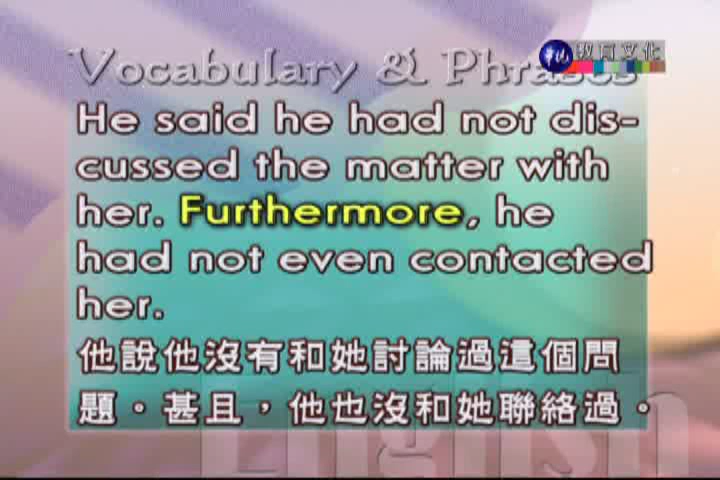 教育文化
Vocabulary & Phrases
He said he had not dis-
cussed the matter with
her. Furthermore, he
had not even contacted
her.
他說他沒有和她討論過這個問
題。甚且，他也沒和她聯絡過。
English